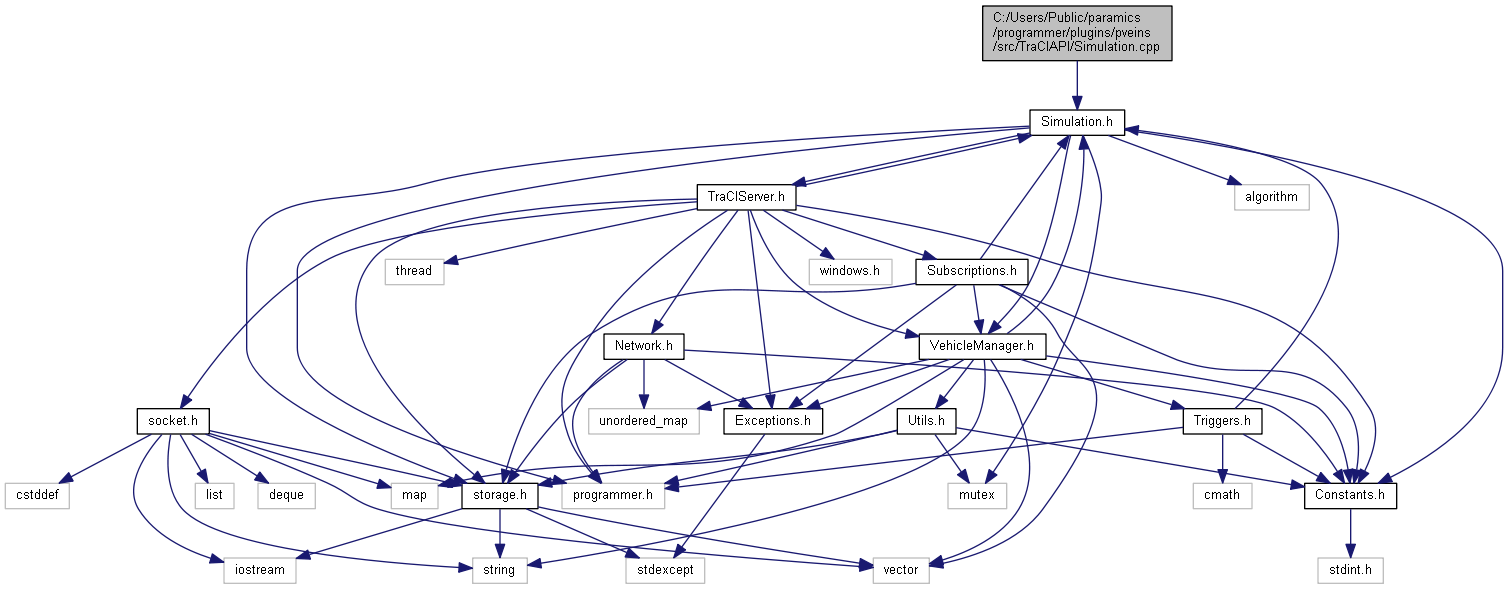 C:/Users/Public/paramics
/programmer/plugins/pveins
/src/TraCIAPI/Simulation.cpp
Simulation.h
TraCIServer.h
algorithm
thread
windows.h
Subscriptions.h
Network.h
VehicleManager.h
socket.h
unordered_map
Exceptions.h
Utils.h
Triggers.h
cstddef
list
deque
map
storage.h
programmer.h
mutex
cmath
Constants.h
iostream
string
stdexcept
vector
stdint.h